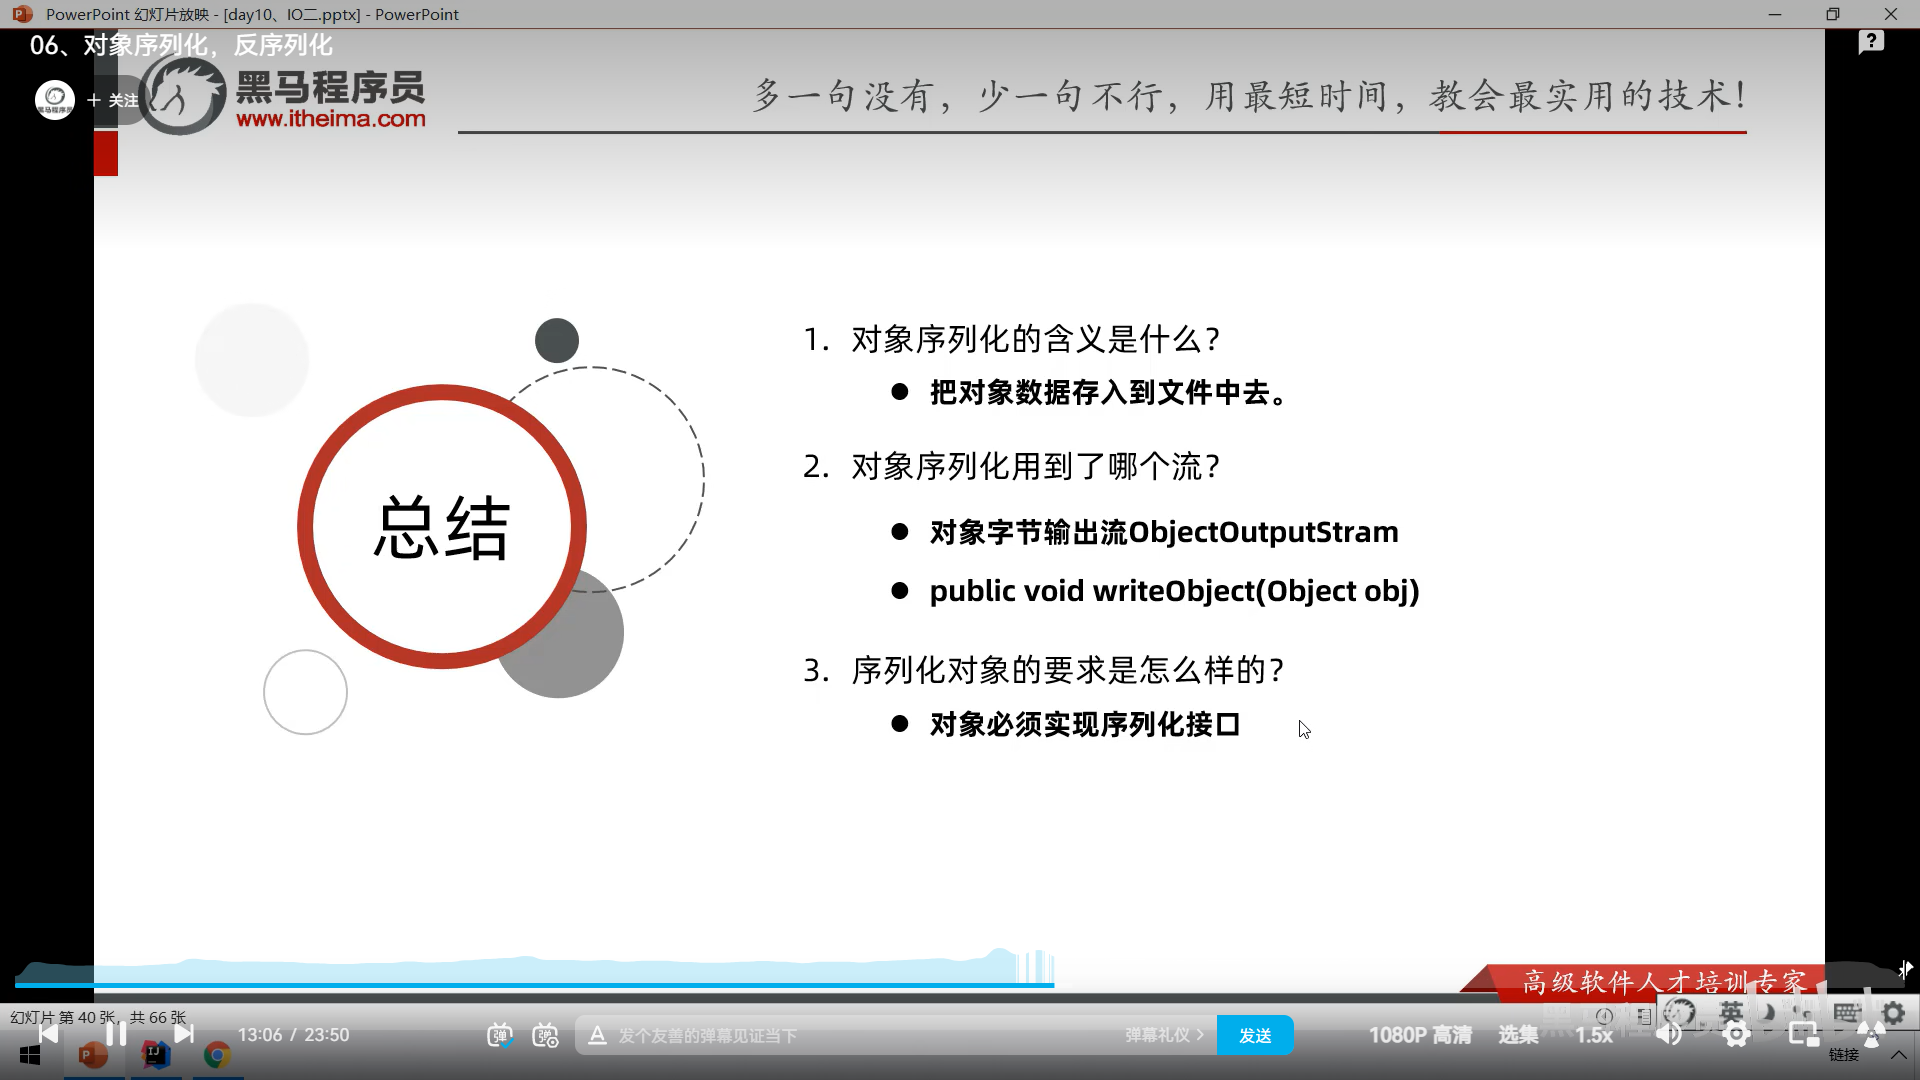 PowerPoint 幻灯片放映 - [day10、IO二.pptx] - PowerPoint
06、对象序列化，反序列化
+ 关注
黑马程序员
www.itheima.com
多一句没有，少一句不行，用最短时间，教会最实用的技术！
总结
1. 对象序列化的含义是什么？
● 把对象数据存入到文件中去。
2. 对象序列化用到了哪个流？
● 对象字节输出流ObjectOutputStram
● public void writeObject(Object obj)
3. 序列化对象的要求是怎么样的？
● 对象必须实现序列化接口
高级软件人才培训专家
幻灯片 第 40 张，共 66 张
英
13:06 / 23:50
弹
弹
发个友善的弹幕见证当下
弹幕礼仪 >
发送
1080P 高清
选集
1.5x
链接